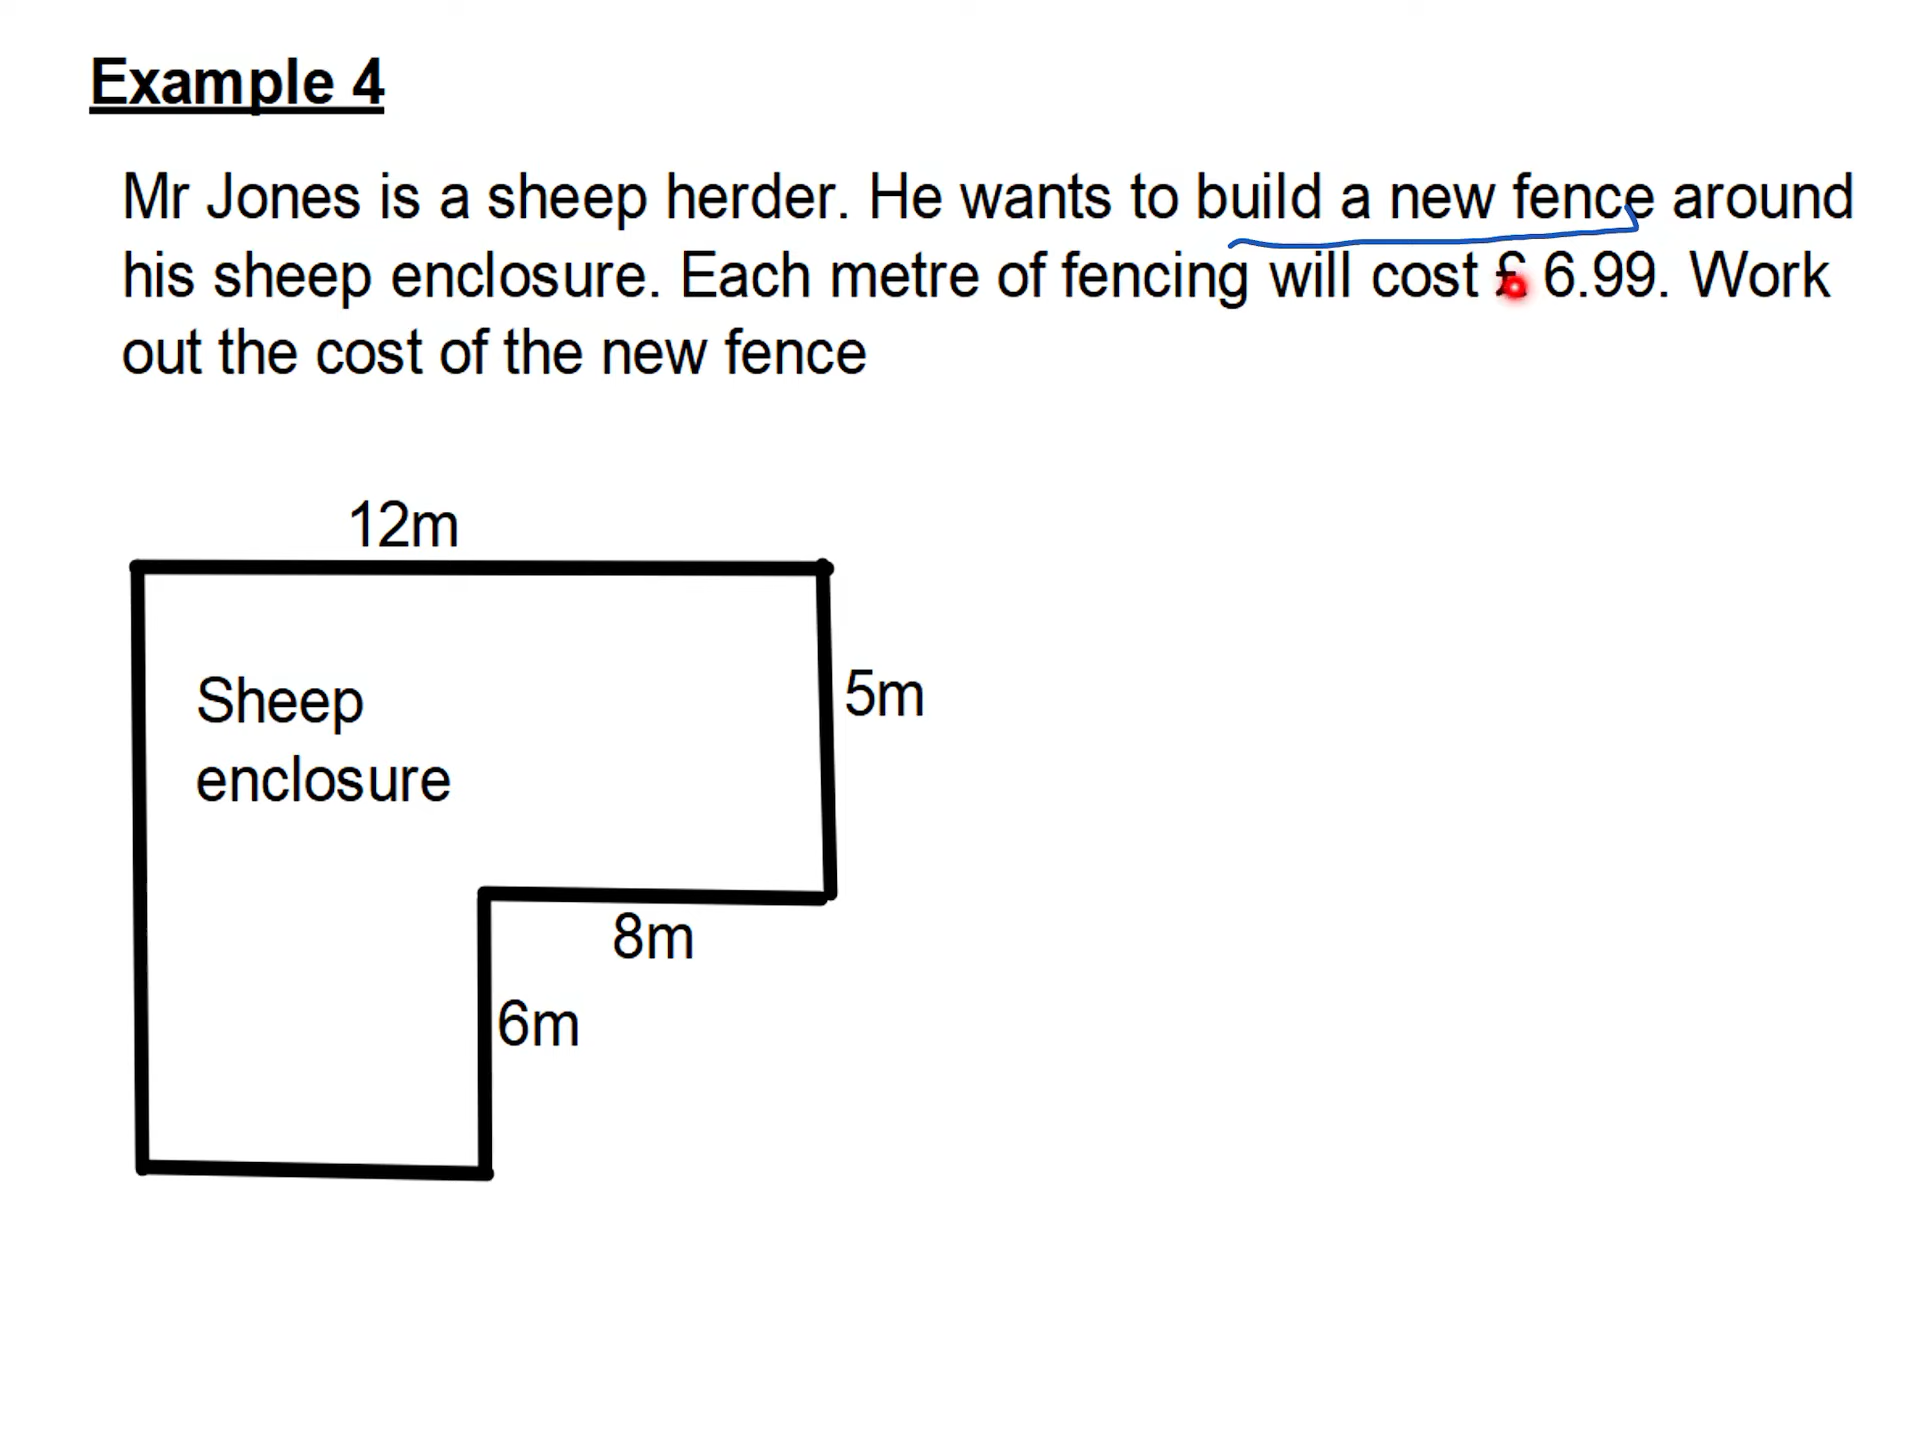 Example 4
Mr Jones is a sheep herder. He wants to build a new fence around
his sheep enclosure. Each metre of fencing will cost £ 6.99. Work
out the cost of the new fence
12m
Sheep
enclosure
5m
8m
6m